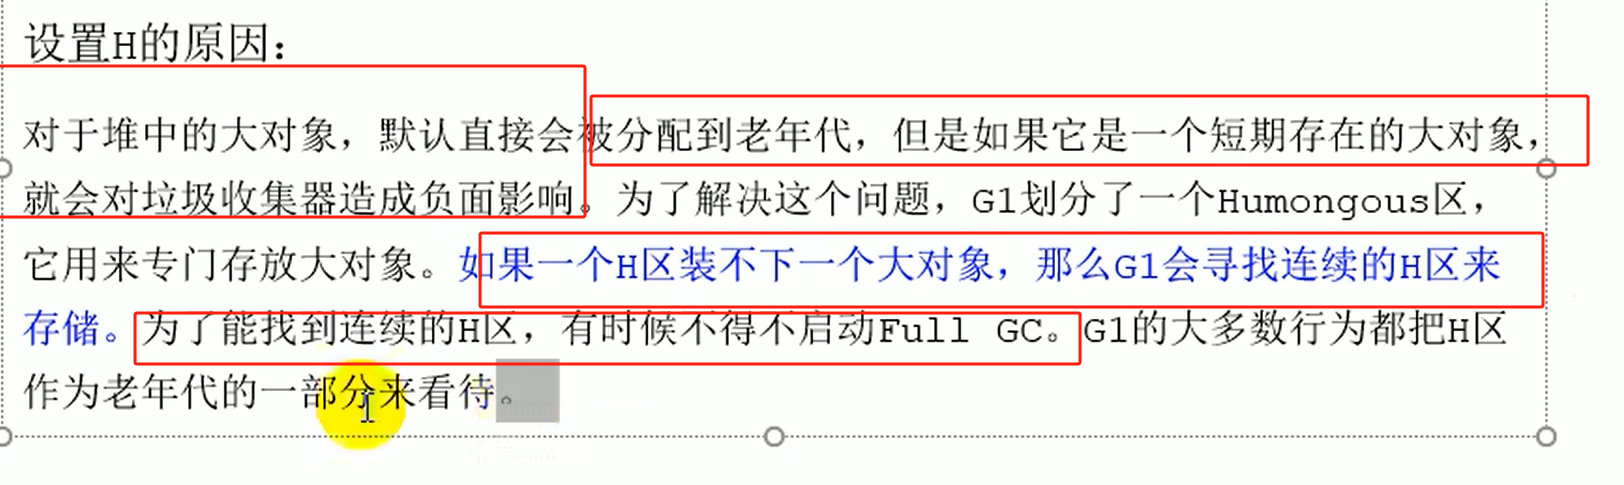 设置H的原因：
对于堆中的大对象，默认直接会被分配到老年代，但是如果它是一个短期存在的大对象，
就会对垃圾收集器造成负面影响。为了解决这个问题，G1划分了一个Humongous区，
它用来专门存放大对象。如果一个H区装不下一个大对象，那么G1会寻找连续的H区来
存储。为了能找到连续的H区，有时候不得不启动Full GC。G1的大多数行为都把H区
作为老年代的一部分来看待。